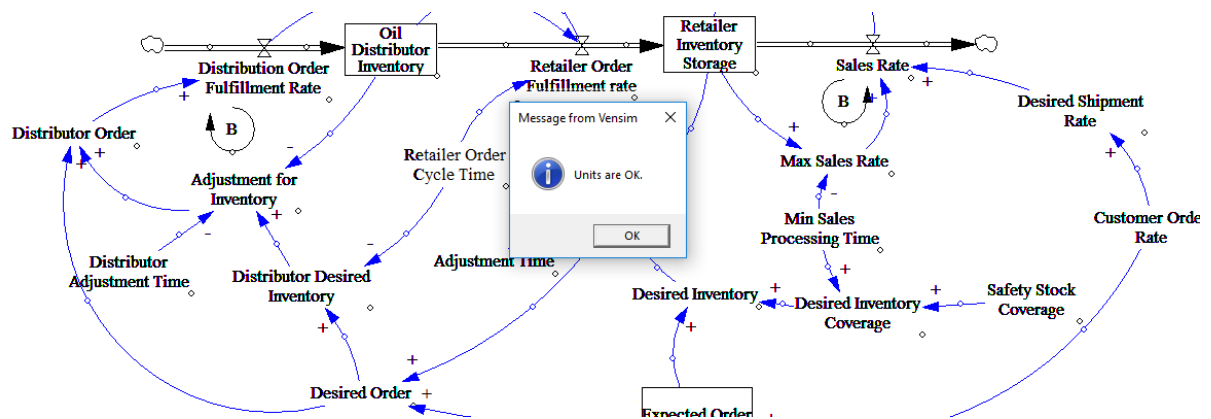 Oil
Distributor
Inventory
Retailer
Inventory
Storage
Distribution Order
Fulfillment Rate
Retailer Order
Fulfillment rate
Sales Rate
+
+
+
B
B
Message from Vensim
Desired Shipment
Rate
Distributor Order
+
+
-
+
+
Retailer Order
Cycle Time
Units are OK.
Max Sales Rate
Adjustment for
Inventory
+
-
-
OK
Min Sales
Processing Time
Customer Orde
Rate
-
Distributor
Adjustment Time
Distributor Desired
Inventory
Adjustment Time
+
+
+
+
Desired Inventory
Desired Inventory
Coverage
Safety Stock
Coverage
+
+
+
Desired Order
+
Expected Order
+